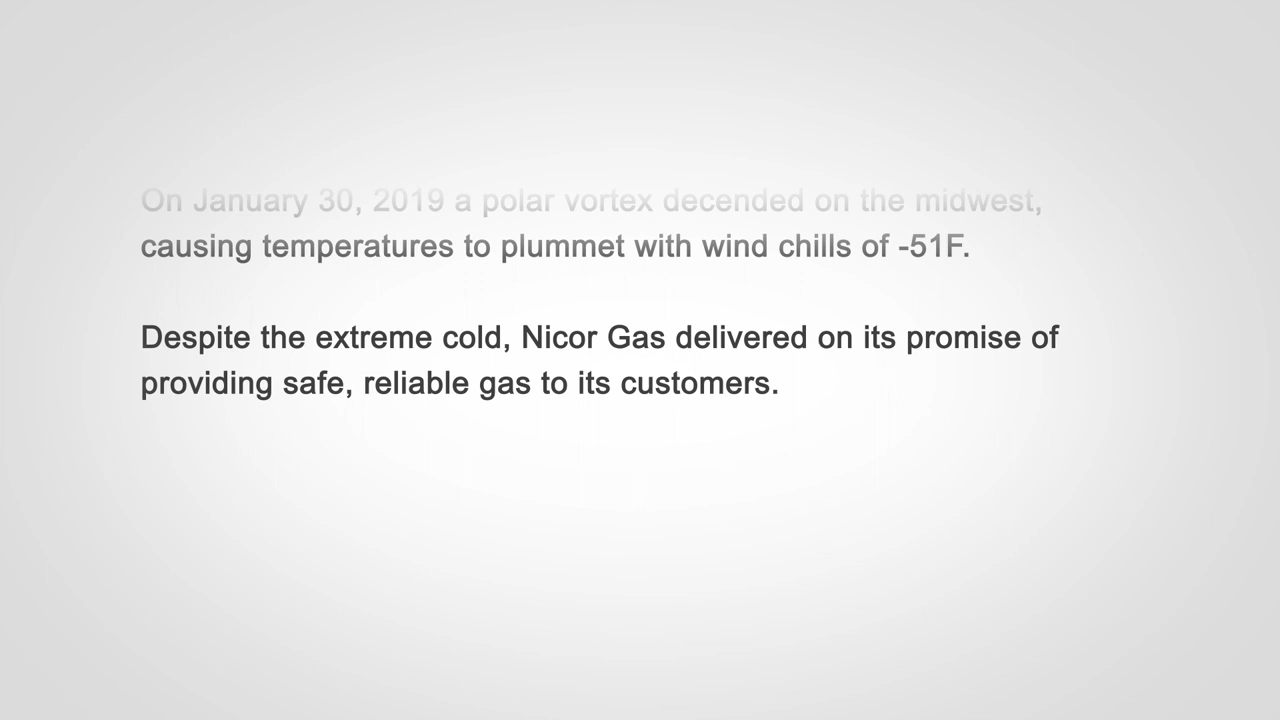 On January 30, 2019 a polar vortex decended on the midwest,
causing temperatures to plummet with wind chills of -51F.
Despite the extreme cold, Nicor Gas delivered on its promise of
providing safe, reliable gas to its customers.